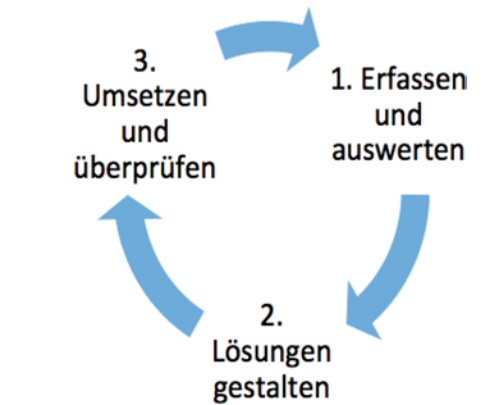 1. Erfassen
und
auswerten
2.
Lösungen
gestalten
3.
Umsetzen
und
überprüfen